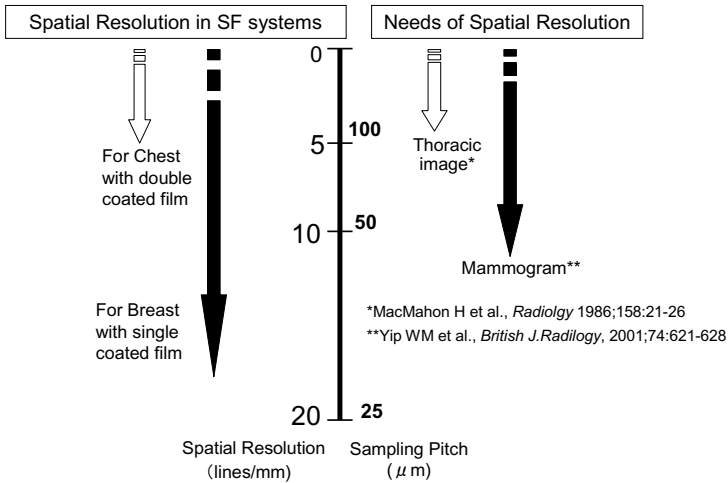 Spatial Resolution in SF systems
Needs of Spatial Resolution
0
5
100
10
50
20
25
For Chest
with double
coated film
Thoracic
image*
For Breast
with single
coated film
Mammogram**
*MacMahon H et al., Radiolgy 1986;158:21-26
**Yip WM et al., British J.Radilogy, 2001;74:621-628
Spatial Resolution
(lines/mm)
Sampling Pitch
(μm)